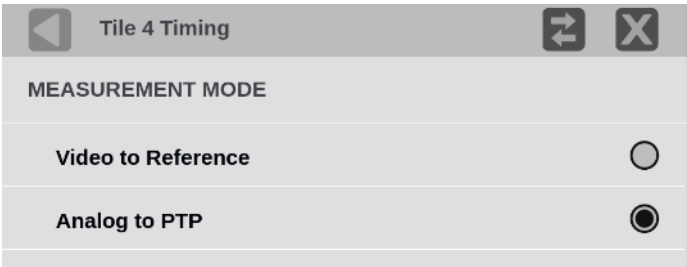 Tile 4 Timing
MEASUREMENT MODE
Video to Reference
Analog to PTP